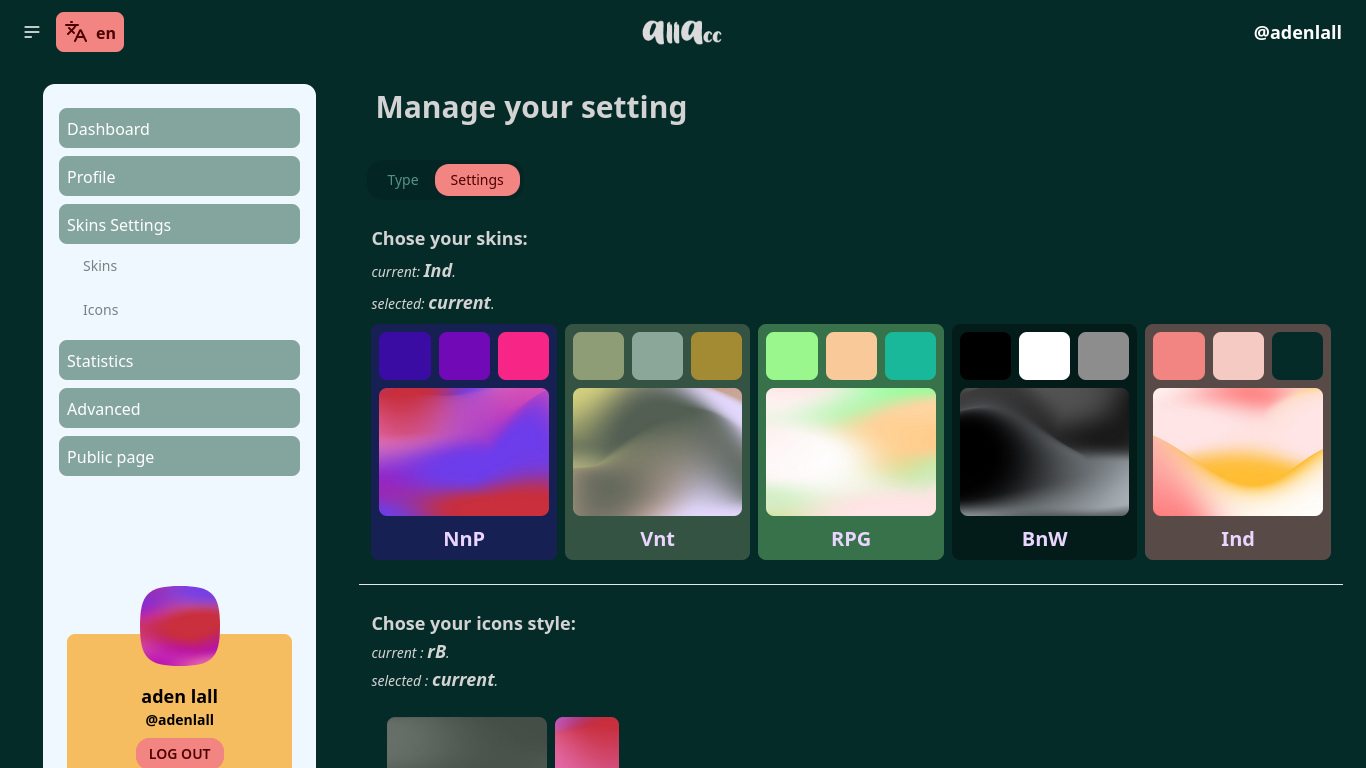 en
allacc
@adenlall
Dashboard
Profile
Skins Settings
Skins
Icons
Statistics
Advanced
Public page
aden lall
@adenlall
LOG OUT
Manage your setting
Type
Settings
Chose your skins:
current: Ind.
selected: current.
NnP
Vnt
RPG
BnW
Ind
Chose your icons style:
current : rB.
selected : current.